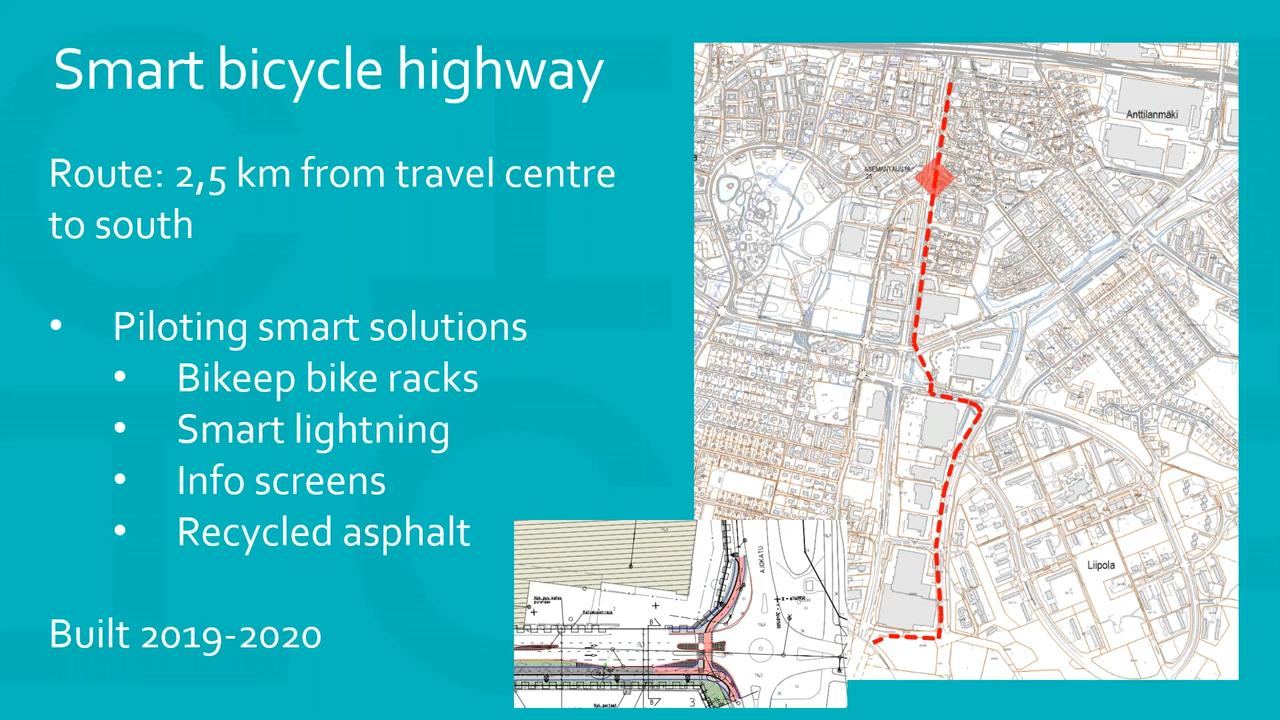 Smart bicycle highway
Route: 2,5 km from travel centre
to south
• Piloting smart solutions
• Bikeep bike racks
• Smart lightning
• Info screens
• Recycled asphalt
Built 2019-2020
Anttilanmäki
ASEMANTAUSTA
Liipola
AJOKATU